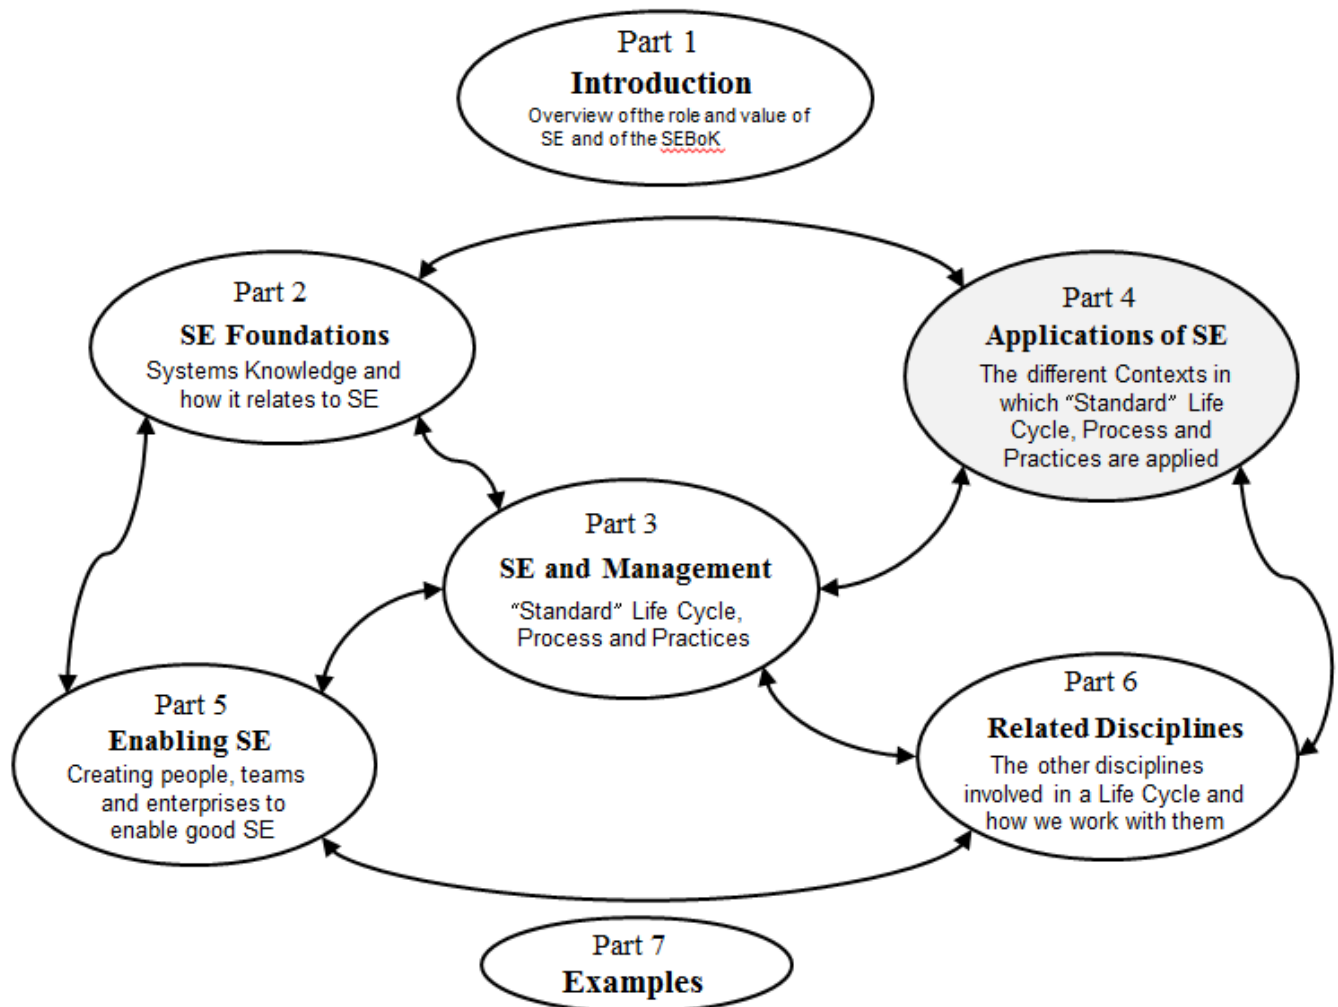 Part 1
Introduction
Overview of the role and value of
SE and of the SEBoK
Part 2
SE Foundations
Systems Knowledge and
how it relates to SE
Part 4
Applications of SE
The different Contexts in
which “Standard” Life
Cycle, Process and
Practices are applied
Part 3
SE and Management
“Standard” Life Cycle,
Process and Practices
Part 5
Enabling SE
Creating people, teams
and enterprises to
enable good SE
Part 6
Related Disciplines
The other disciplines
involved in a Life Cycle and
how we work with them
Part 7
Examples